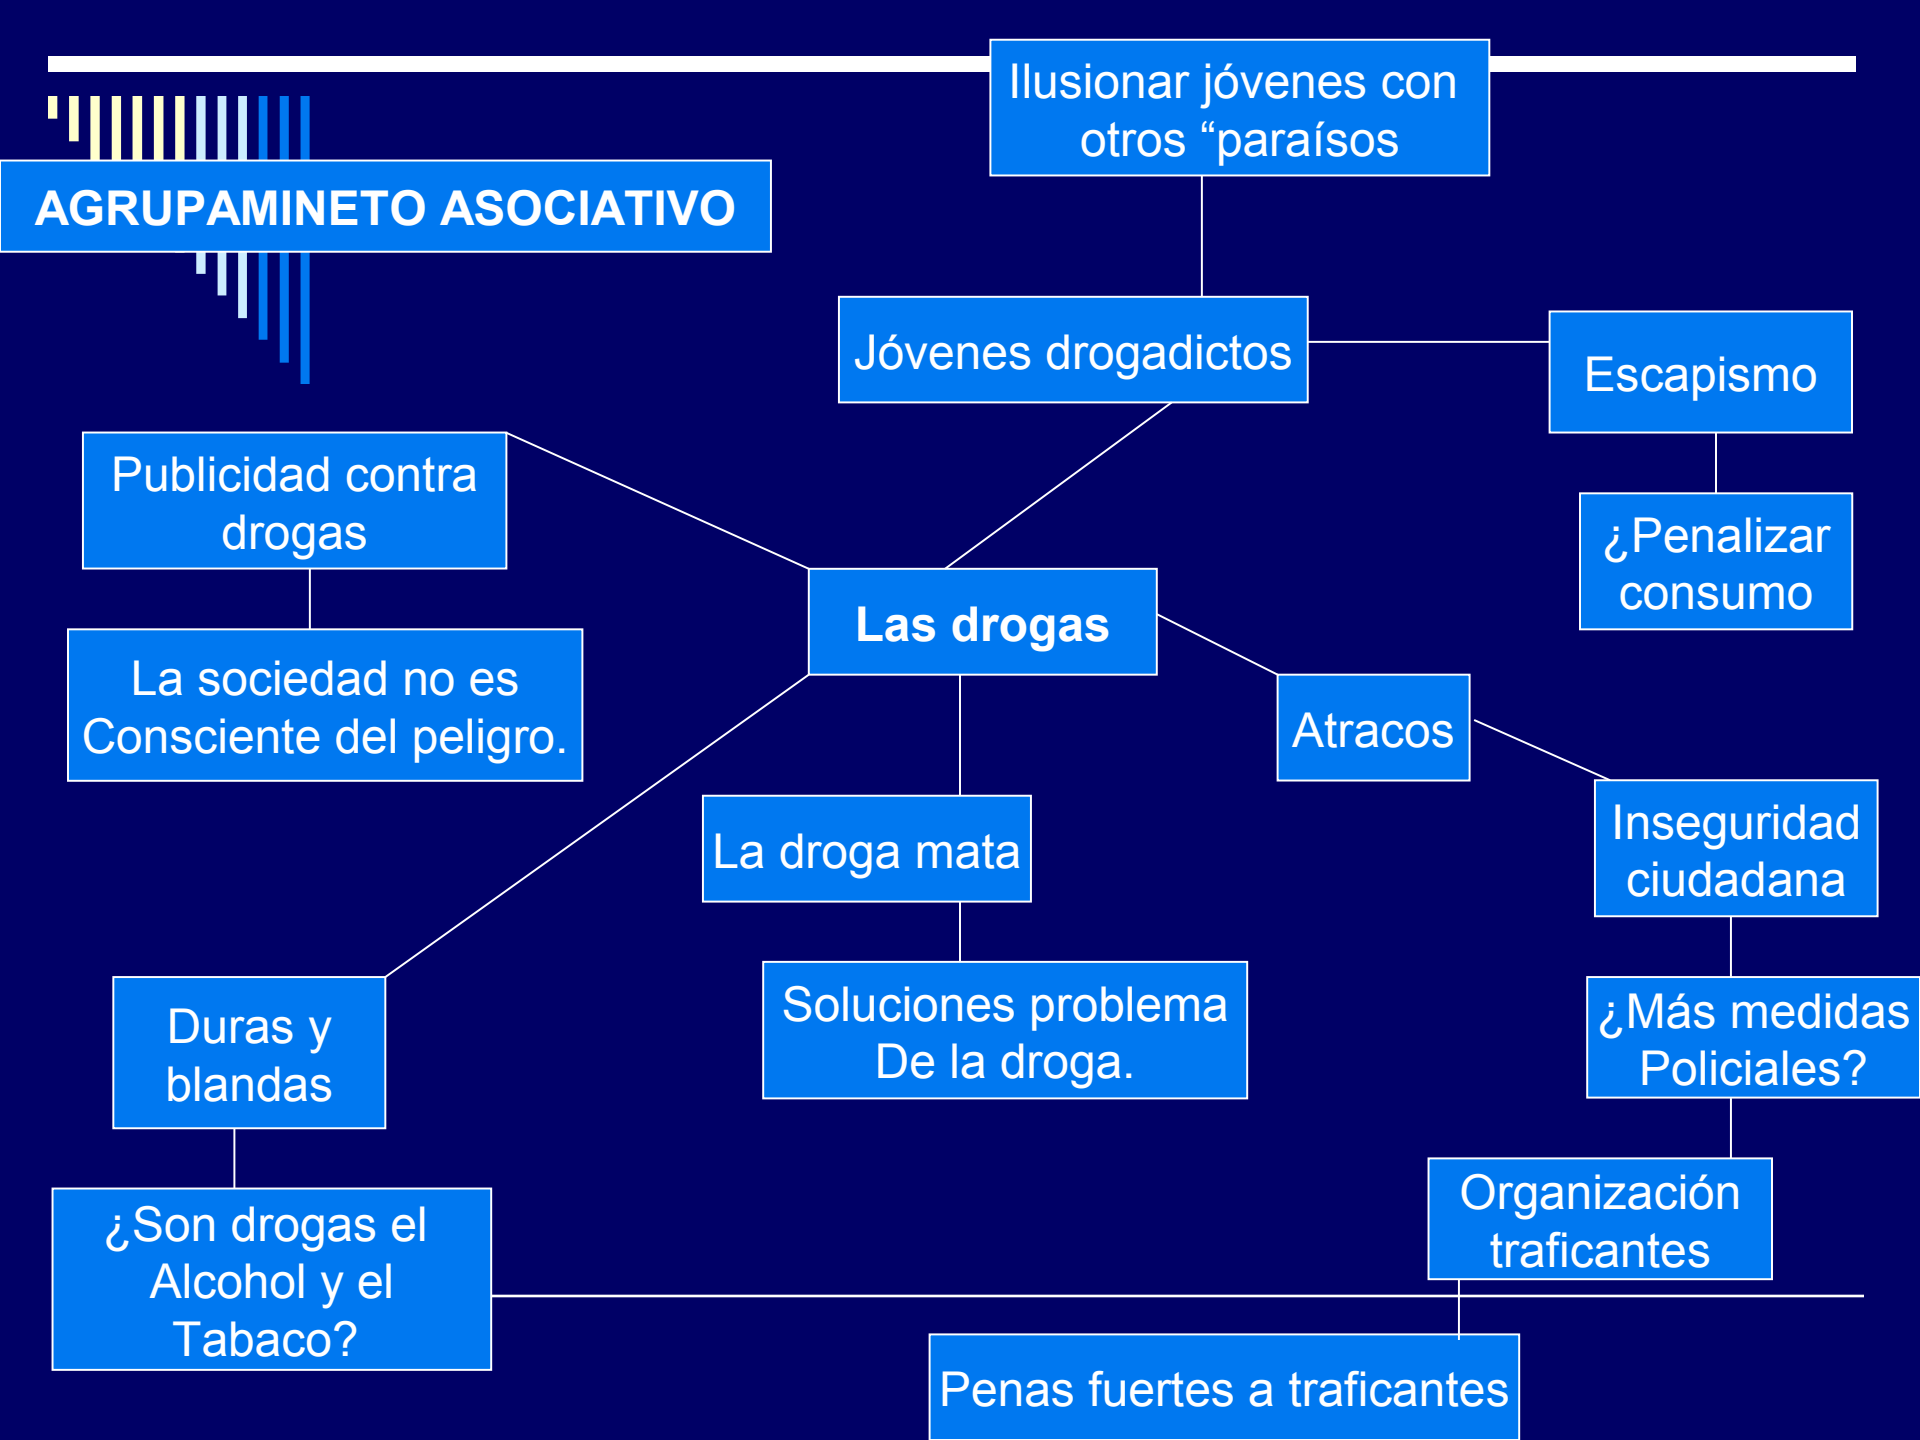 Ilusionar jóvenes con
otros “paraísos
AGRUPAMINETO ASOCIATIVO
Jóvenes drogadictos
Escapismo
Publicidad contra
drogas
¿Penalizar
consumo
Las drogas
La sociedad no es
Consciente del peligro.
Atracos
La droga mata
Inseguridad
ciudadana
Duras y
blandas
Soluciones problema
De la droga.
¿Más medidas
Policiales?
Organización
traficantes
¿Son drogas el
Alcohol y el
Tabaco?
Penas fuertes a traficantes